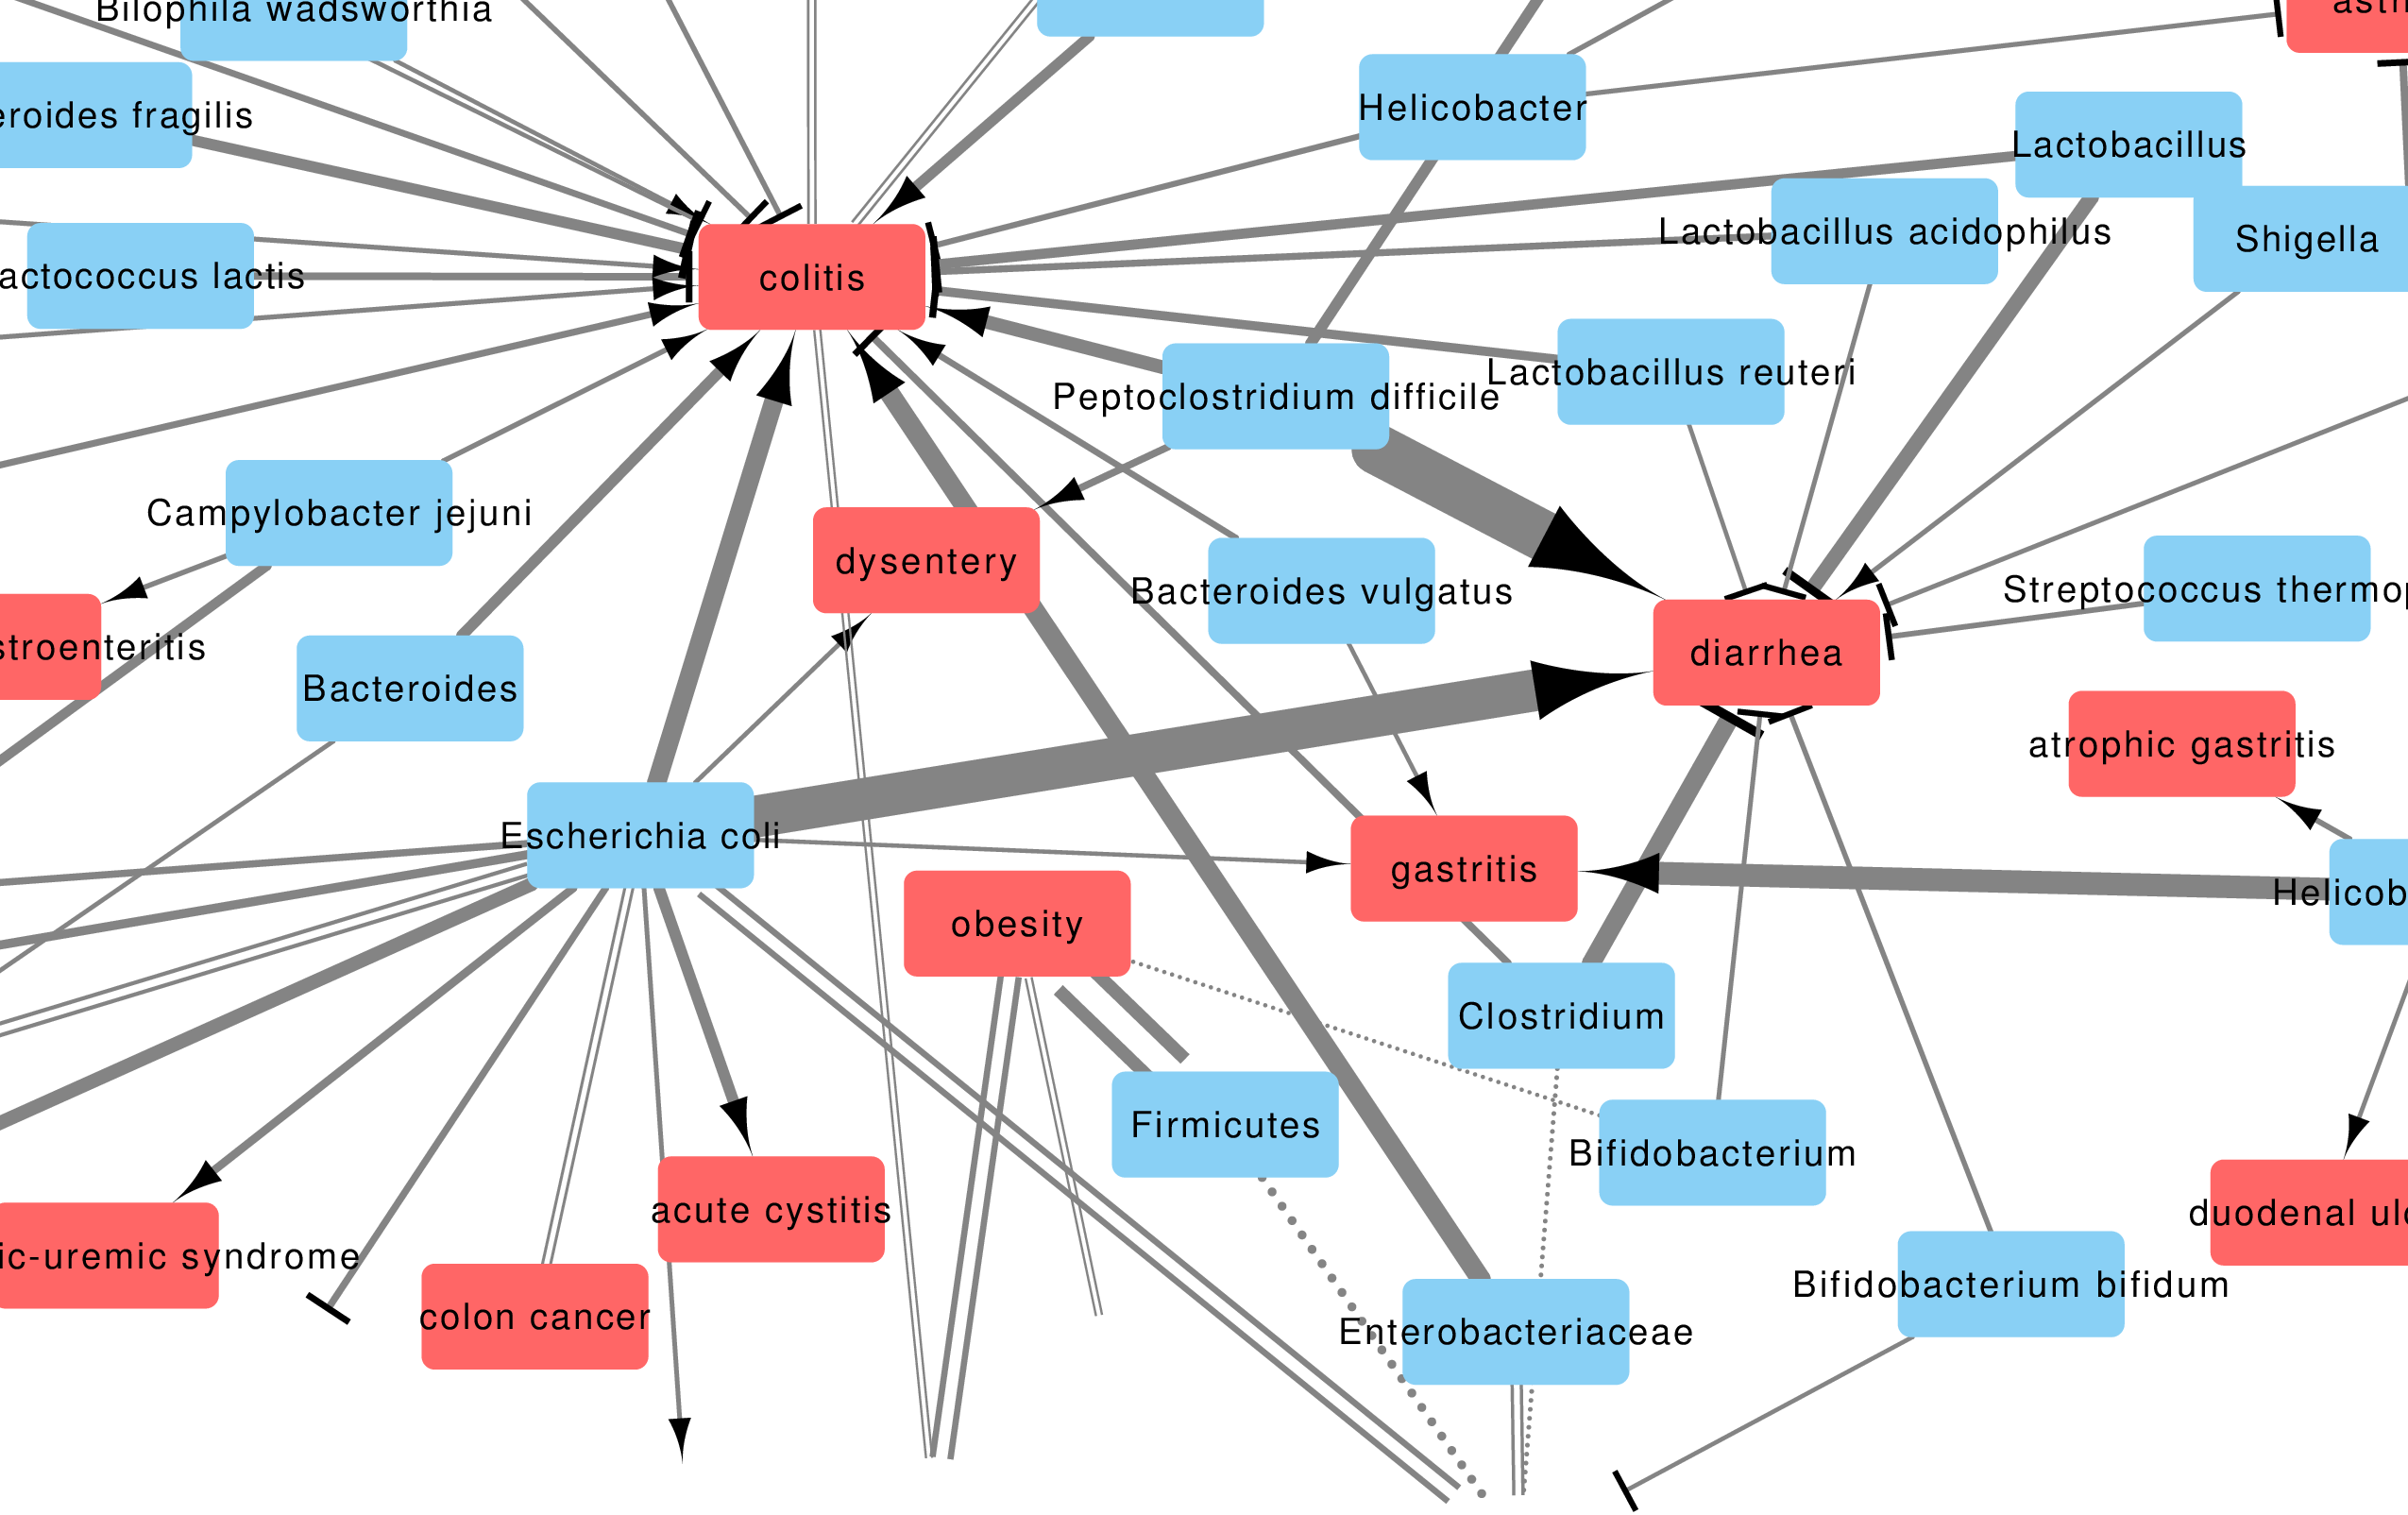 Bilophila wadsworthia
ast
eroides fragilis
Helicobacter
Lactobacillus
Lactobacillus acidophilus
Shigella
actococcus lactis
colitis
Lactobacillus reuteri
Peptoclostridium difficile
Campylobacter jejuni
dysentery
Bacteroides vulgatus
Streptococcus thermop
stroenteritis
diarrhea
Bacteroides
atrophic gastritis
Escherichia coli
gastritis
Helicob
obesity
Clostridium
Firmicutes
Bifidobacterium
acute cystitis
duodenal ulc
ic-uremic syndrome
Bifidobacterium bifidum
colon cancer
Enterobacteriaceae